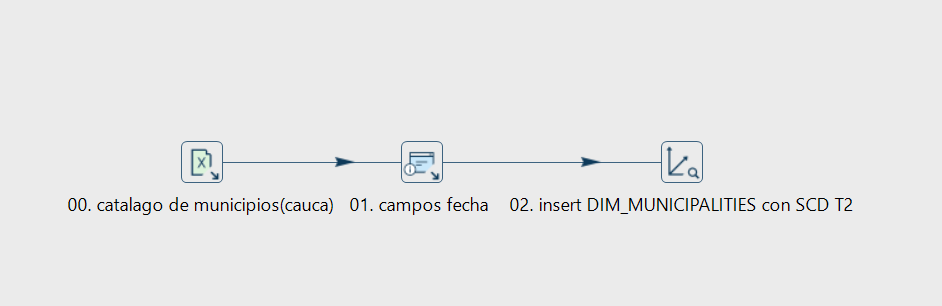 00. catalago de municipios(cauca)
01. campos fecha
02. insert DIM_MUNICIPALITIES con SCD T2